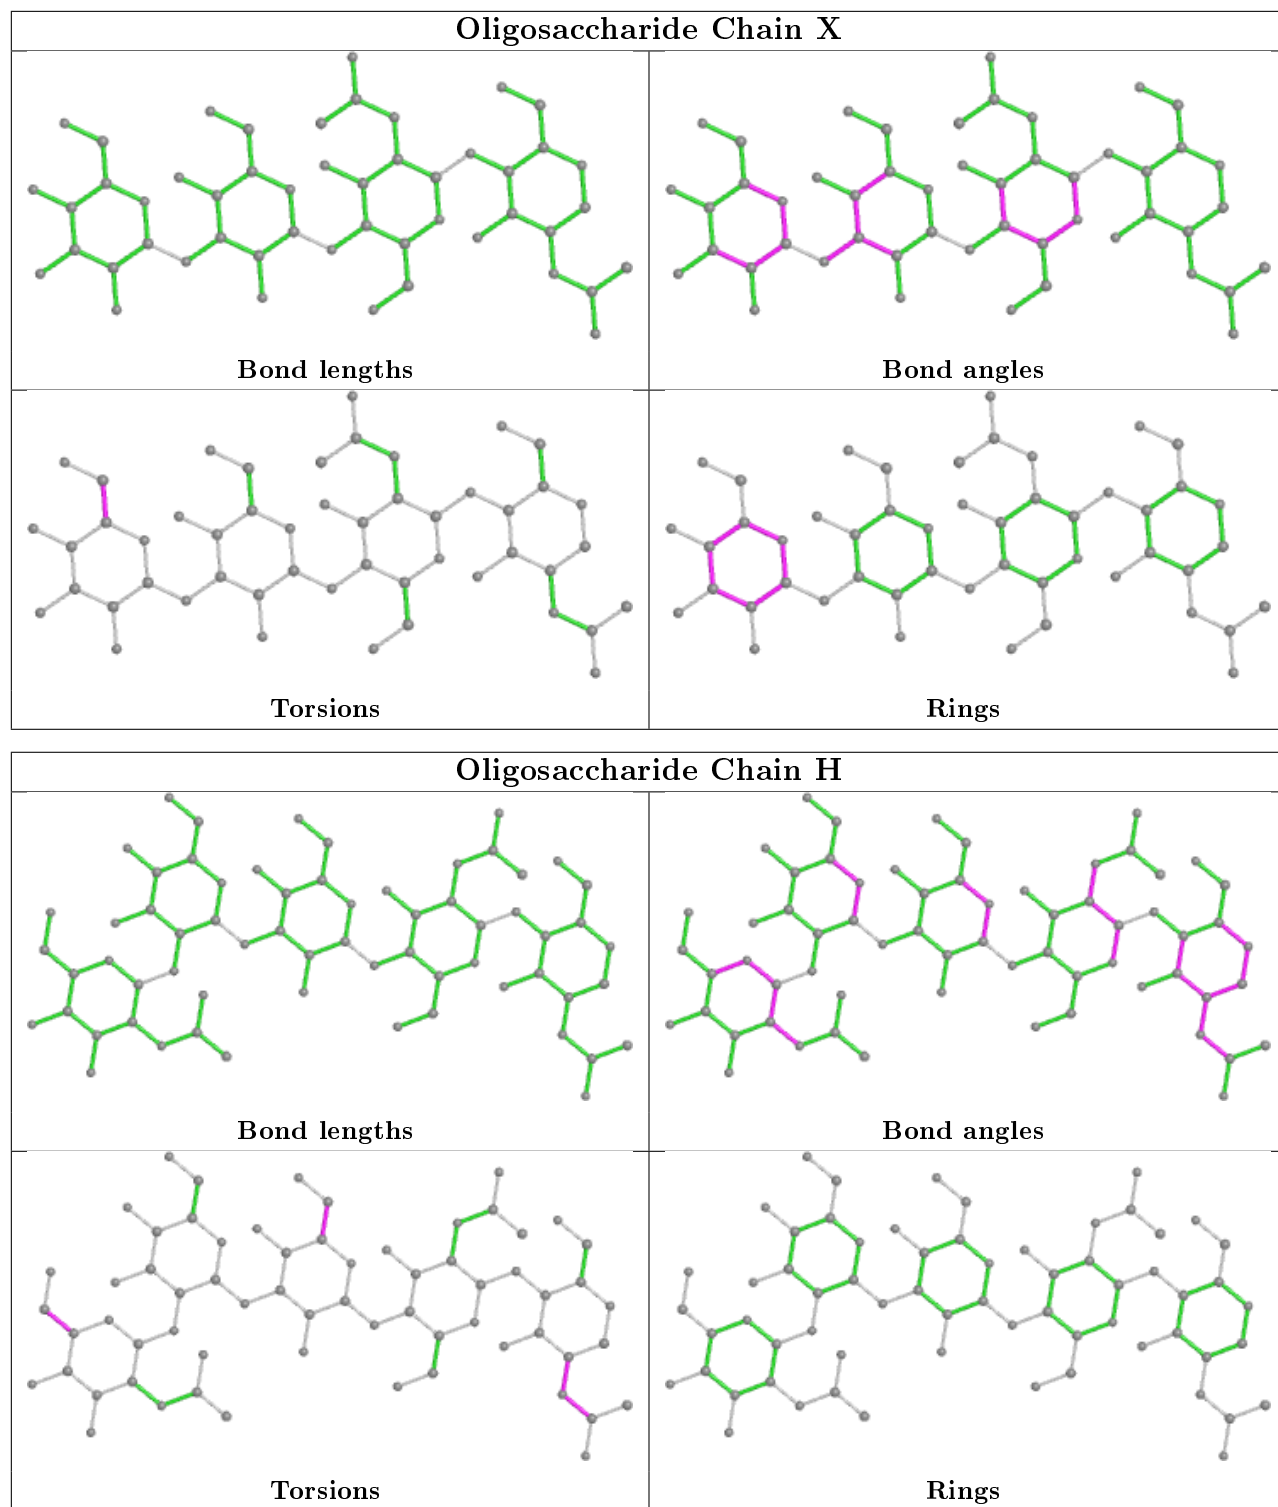 Oligosaccharide Chain X
Bond lengths
Bond angles
Torsions
Rings
Oligosaccharide Chain H
Bond lengths
Bond angles
Torsions
Rings